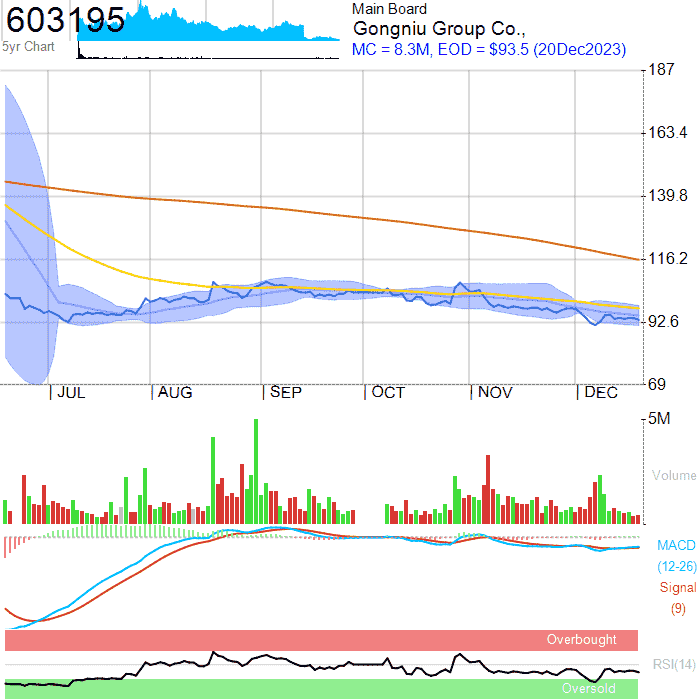 603195
5yr Chart
Main Board
Gongniu Group Co.,
MC = 8.3M, EOD = $93.5 (20Dec2023)
187
163.4
139.8
116.2
92.6
69
JUL AUG SEP OCT NOV DEC
5M
Volume
MACD
(12-26)
Signal
(9)
Overbought
RSI(14)
Oversold